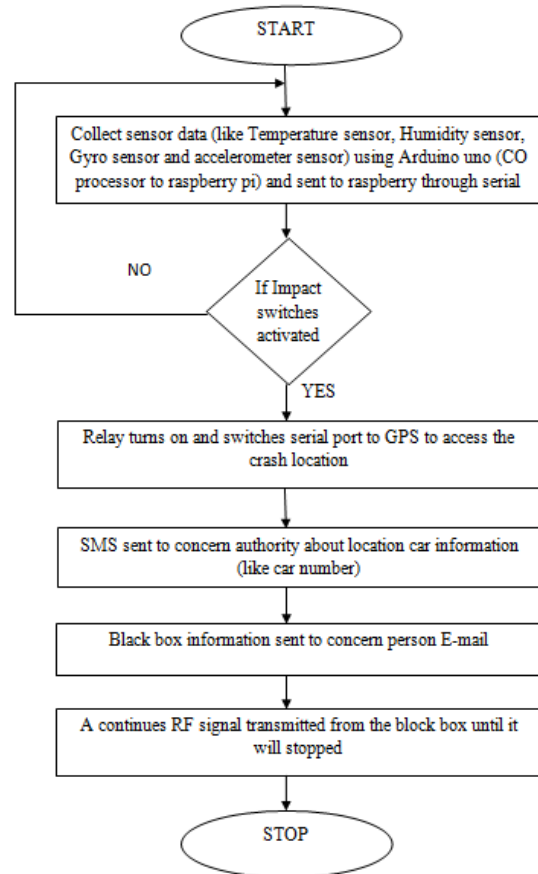 START
Collect sensor data (like Temperature sensor, Humidity sensor,
Gyro sensor and accelerometer sensor) using Arduino uno (CO
processor to raspberry pi) and sent to raspberry through serial
NO
If Impact
switches
activated
YES
Relay turns on and switches serial port to GPS to access the
crash location
SMS sent to concern authority about location car information
(like car number)
Black box information sent to concern person E-mail
A continues RF signal transmitted from the block box until it
will stopped
STOP